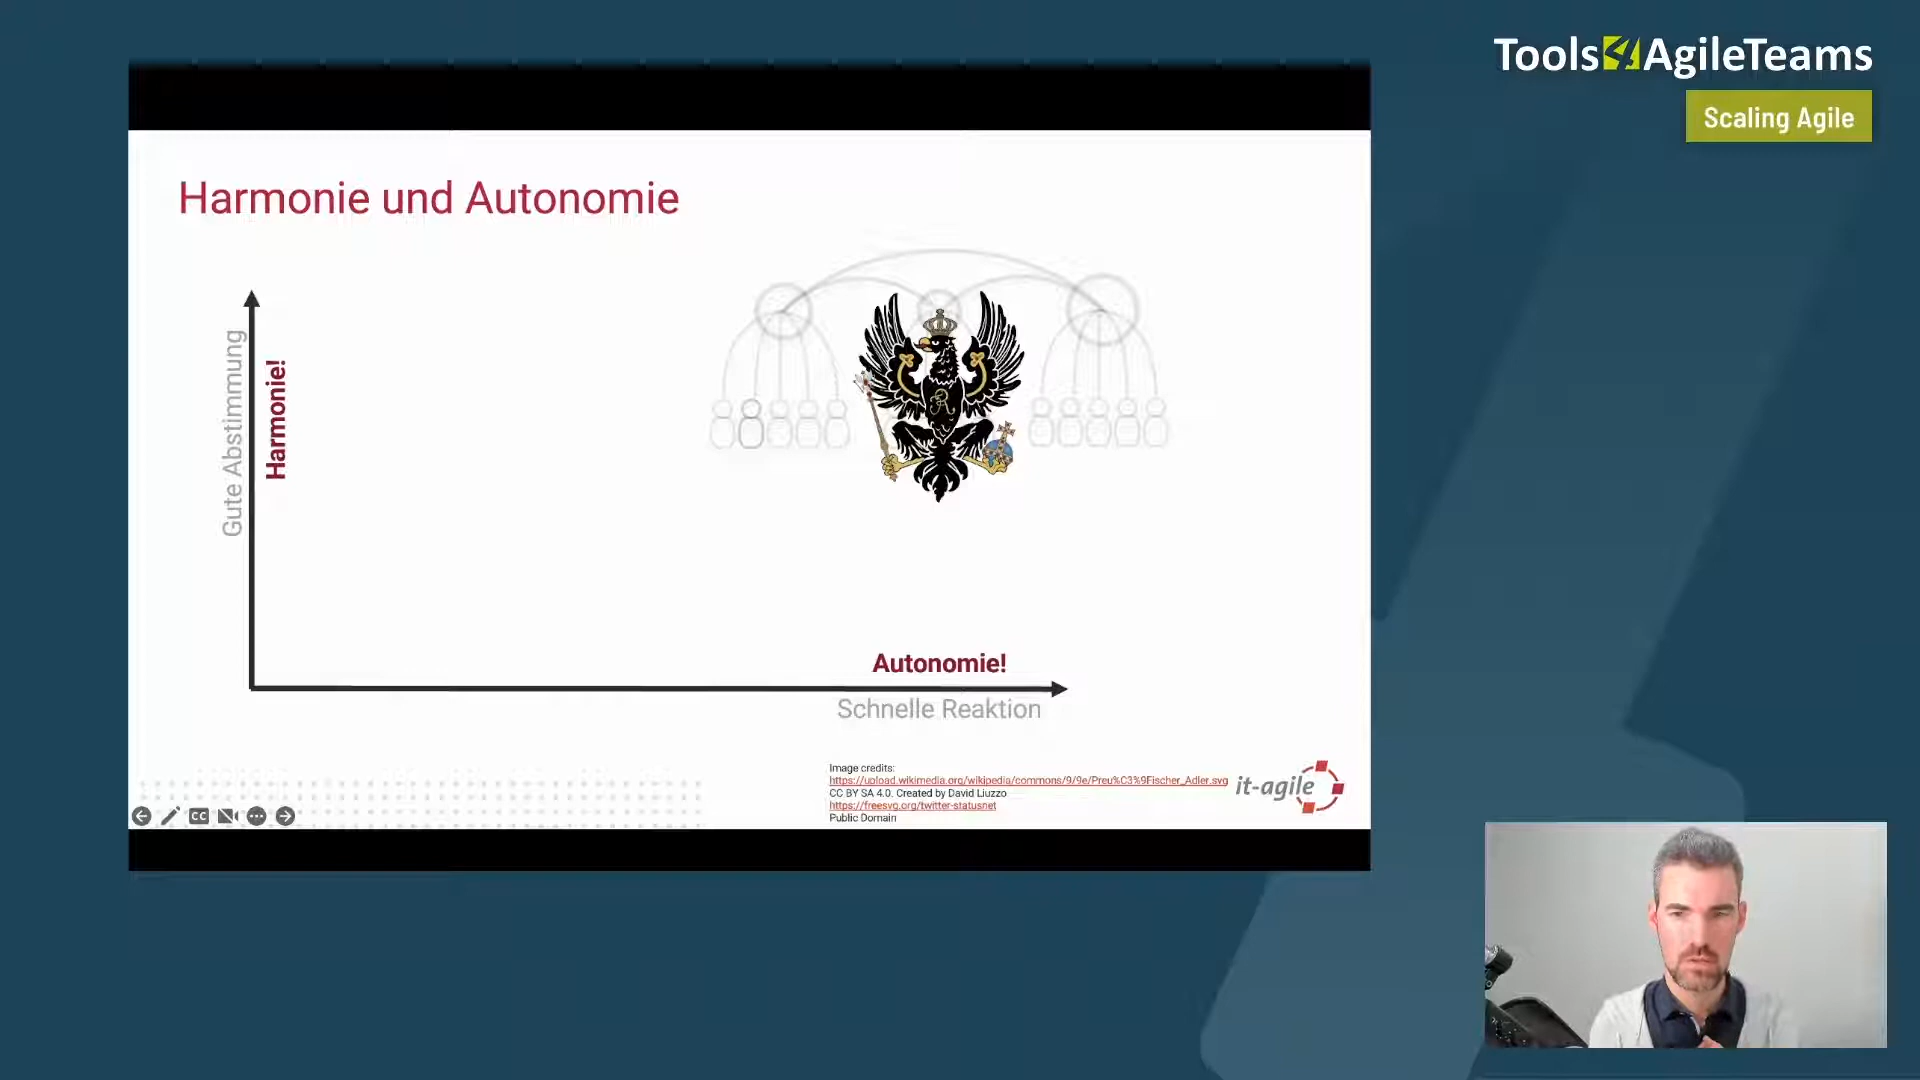 Tools4AgileTeams
Scaling Agile
Harmonie und Autonomie
Gute Abstimmung
Harmonie!
Autonomie!
Schnelle Reaktion
Image credits:
https://upload.wikimedia.org/wikipedia/commons/9/9e/Preu%C3%9Fischer_Adler.svg
CC BY SA 4.0. Created by David Liuzzo
https://freesvg.org/twitter-statusnet
Public Domain
it-agile
CC